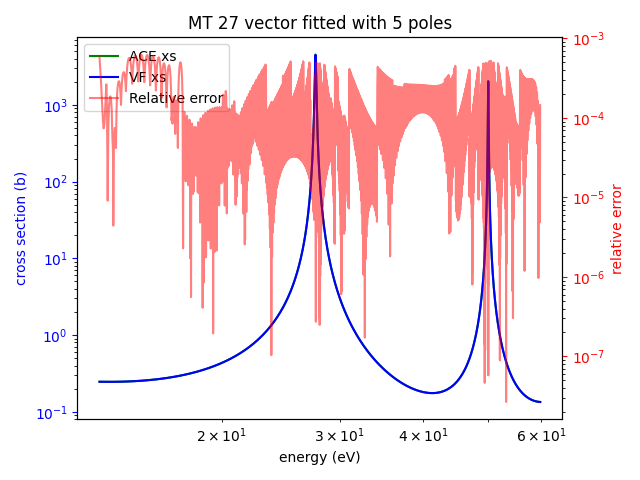 MT 27 vector fitted with 5 poles
ACE xs
VF xs
Relative error
cross section (b)
10³
10²
10¹
10⁰
10⁻¹
relative error
10⁻³
10⁻⁴
10⁻⁵
10⁻⁶
10⁻⁷
2 × 10¹
3 × 10¹
4 × 10¹
6 × 10¹
energy (eV)